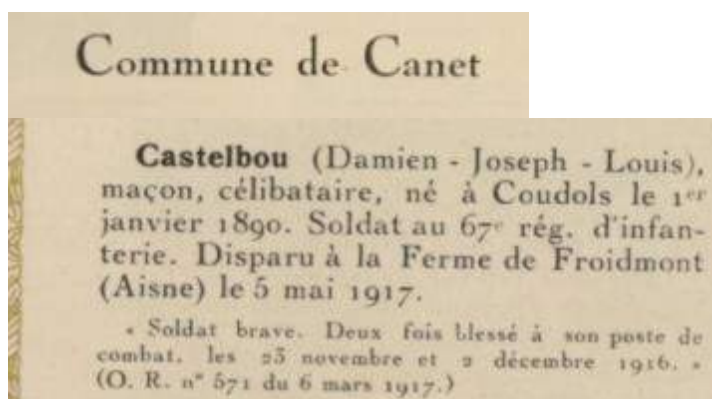 Commune de Canet
Castelbou (Damien - Joseph - Louis),
maçon, célibataire, né à Coudols le 1er
janvier 1890. Soldat au 67e rég. d'infan-
terie. Disparu à la Ferme de Froidmont
(Aisne) le 5 mai 1917.
« Soldat brave. Deux fois blessé à son poste de
combat, les 23 novembre et 2 décembre 1916. »
(O. R. n° 571 du 6 mars 1917.)